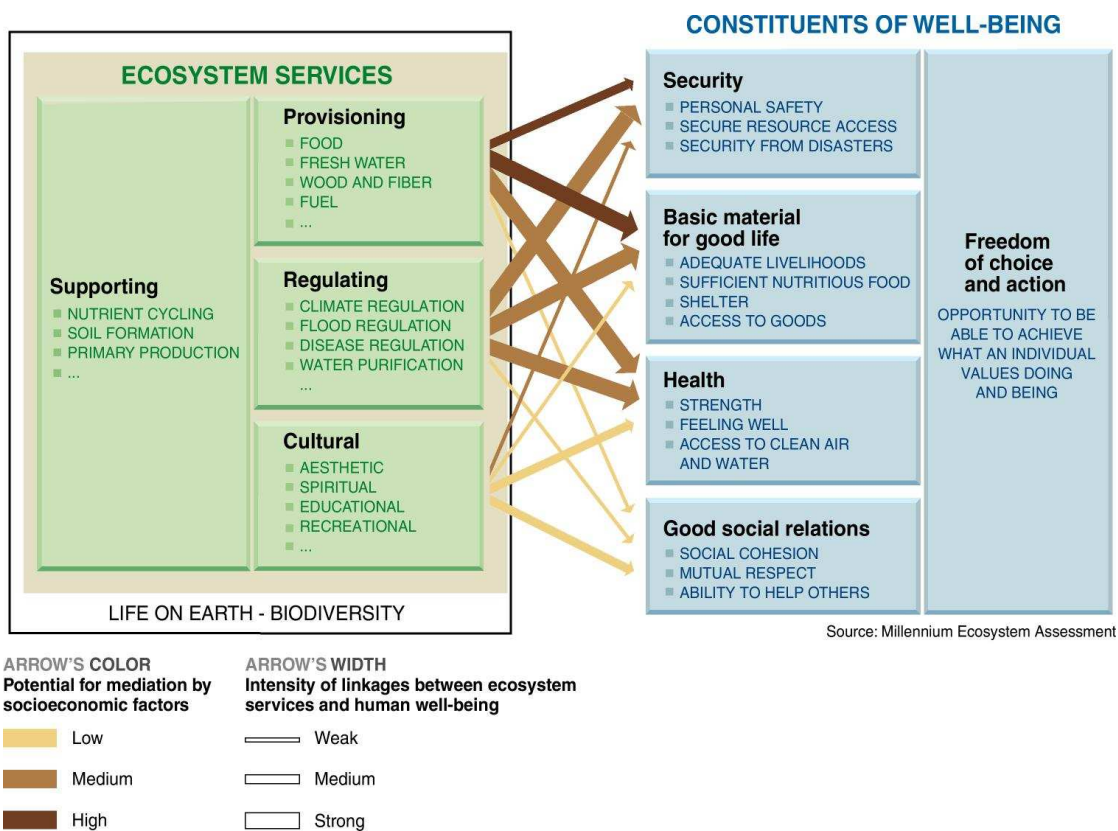 CONSTITUENTS OF WELL-BEING
ECOSYSTEM SERVICES
Supporting
NUTRIENT CYCLING
SOIL FORMATION
PRIMARY PRODUCTION
...
Provisioning
FOOD
FRESH WATER
WOOD AND FIBER
FUEL
...
Regulating
CLIMATE REGULATION
FLOOD REGULATION
DISEASE REGULATION
WATER PURIFICATION
...
Cultural
AESTHETIC
SPIRITUAL
EDUCATIONAL
RECREATIONAL
...
LIFE ON EARTH - BIODIVERSITY
Security
PERSONAL SAFETY
SECURE RESOURCE ACCESS
SECURITY FROM DISASTERS
Basic material
for good life
ADEQUATE LIVELIHOODS
SUFFICIENT NUTRITIOUS FOOD
SHELTER
ACCESS TO GOODS
Health
STRENGTH
FEELING WELL
ACCESS TO CLEAN AIR
AND WATER
Good social relations
SOCIAL COHESION
MUTUAL RESPECT
ABILITY TO HELP OTHERS
Freedom
of choice
and action
OPPORTUNITY TO BE
ABLE TO ACHIEVE
WHAT AN INDIVIDUAL
VALUES DOING
AND BEING
Source: Millennium Ecosystem Assessment
ARROW'S COLOR
Potential for mediation by
socioeconomic factors
Low
Medium
High
ARROW'S WIDTH
Intensity of linkages between ecosystem
services and human well-being
Weak
Medium
Strong